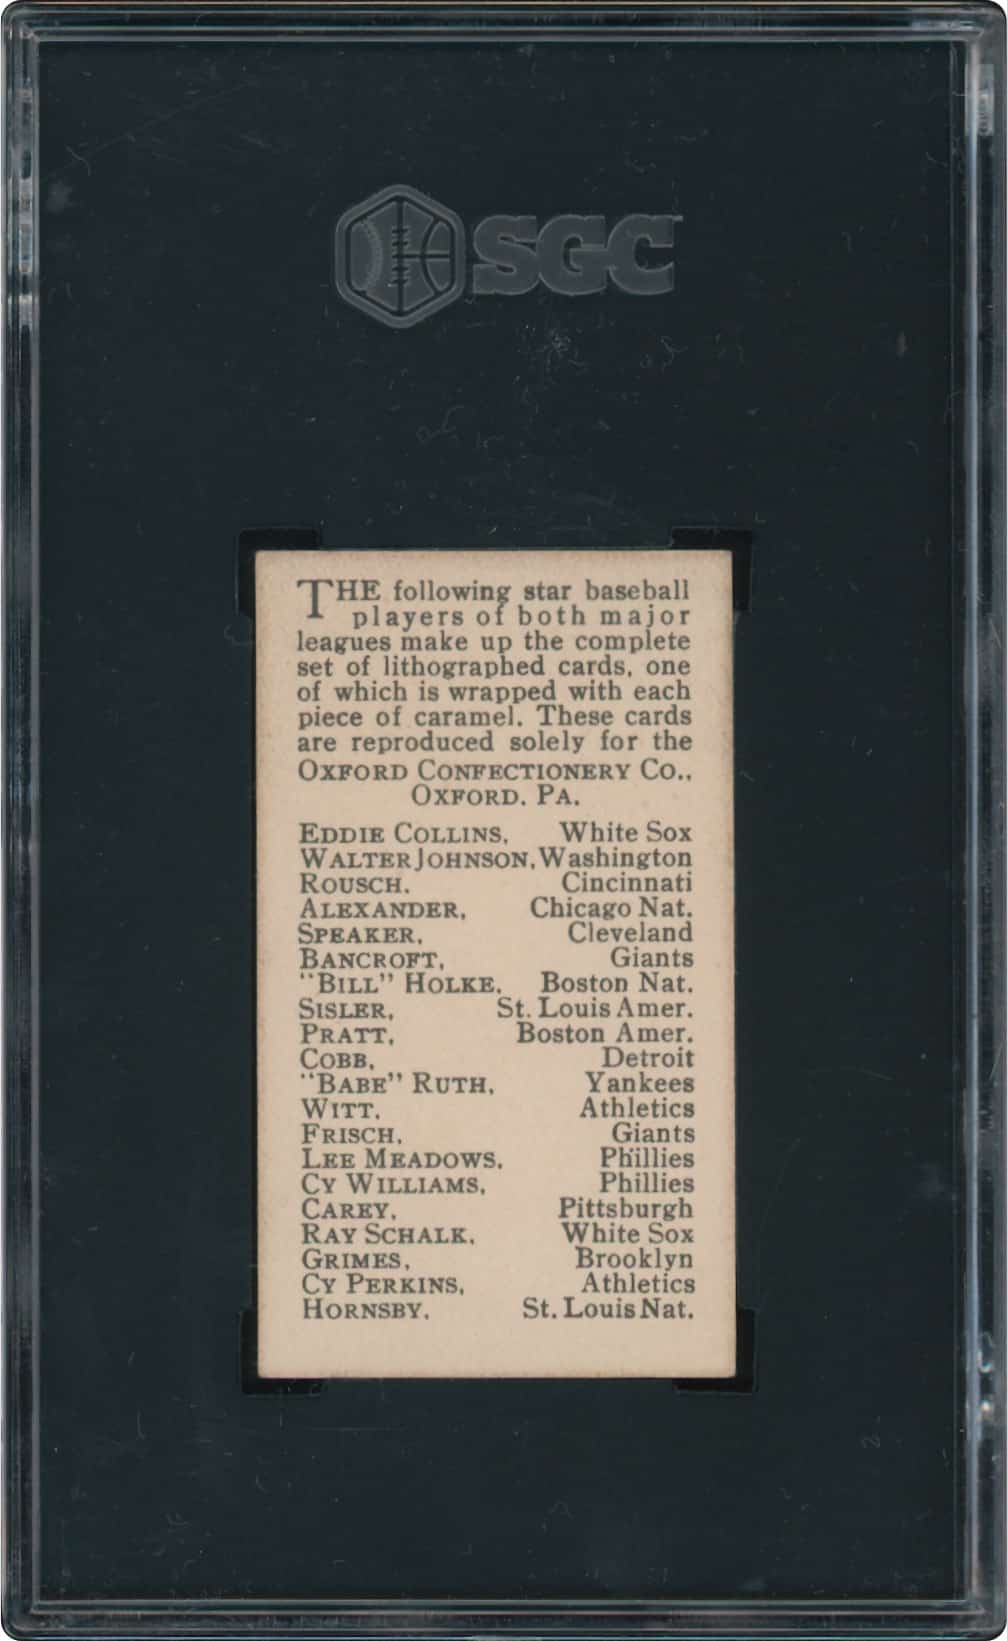 SGC
THE following star baseball
players of both major
leagues make up the complete
set of lithographed cards, one
of which is wrapped with each
piece of caramel. These cards
are reproduced solely for the
OXFORD CONFECTIONERY CO.,
OXFORD, PA.
EDDIE COLLINS, White Sox
WALTER JOHNSON, Washington
ROUSCH, Cincinnati
ALEXANDER, Chicago Nat.
SPEAKER, Cleveland
BANCROFT, Giants
"BILL" HOLKE, Boston Nat.
SISLER, St. Louis Amer.
PRATT, Boston Amer.
COBB, Detroit
"BABE" RUTH, Yankees
WITT, Athletics
FRISCH, Giants
LEE MEADOWS, Phillies
CY WILLIAMS, Phillies
CAREY, Pittsburgh
RAY SCHALK, White Sox
GRIMES, Brooklyn
CY PERKINS, Athletics
HORNSBY, St. Louis Nat.